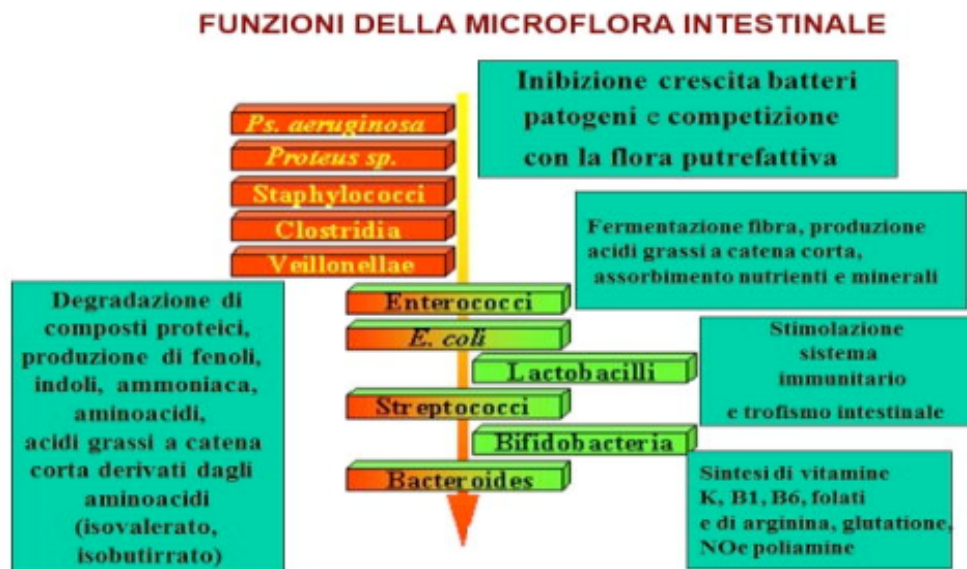 FUNZIONI DELLA MICROFLORA INTESTINALE
Inibizione crescita batteri
patogeni e competizione
con la flora putrefattiva
Ps. aeruginosa
Proteus sp.
Staphylococci
Clostridia
Veillonellae
Enterococci
E. coli
Lactobacilli
Streptococci
Bifidobacteria
Bacteroides
Fermentazione fibra, produzione
acidi grassi a catena corta,
assorbimento nutrienti e minerali
Degradazione di
composti proteici,
produzione di fenoli,
indoli, ammoniaca,
aminoacidi,
acidi grassi a catena
corta derivati dagli
aminoacidi
(isovalerato,
isobutirrato)
Stimolazione
sistema
immunitario
e trofismo intestinale
Sintesi di vitamine
K, B1, B6, folati
e di arginina, glutatione,
NOe poliamine